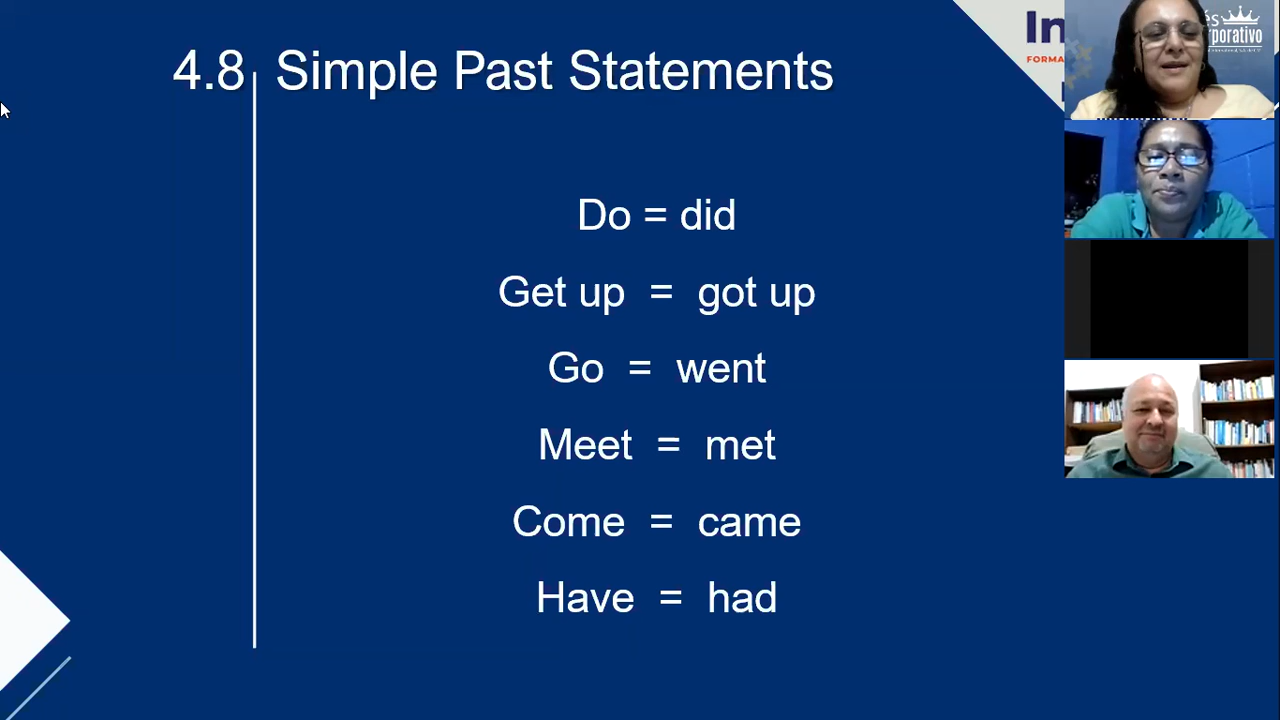 4.8 Simple Past Statements
Do = did
Get up = got up
Go = went
Meet = met
Come = came
Have = had